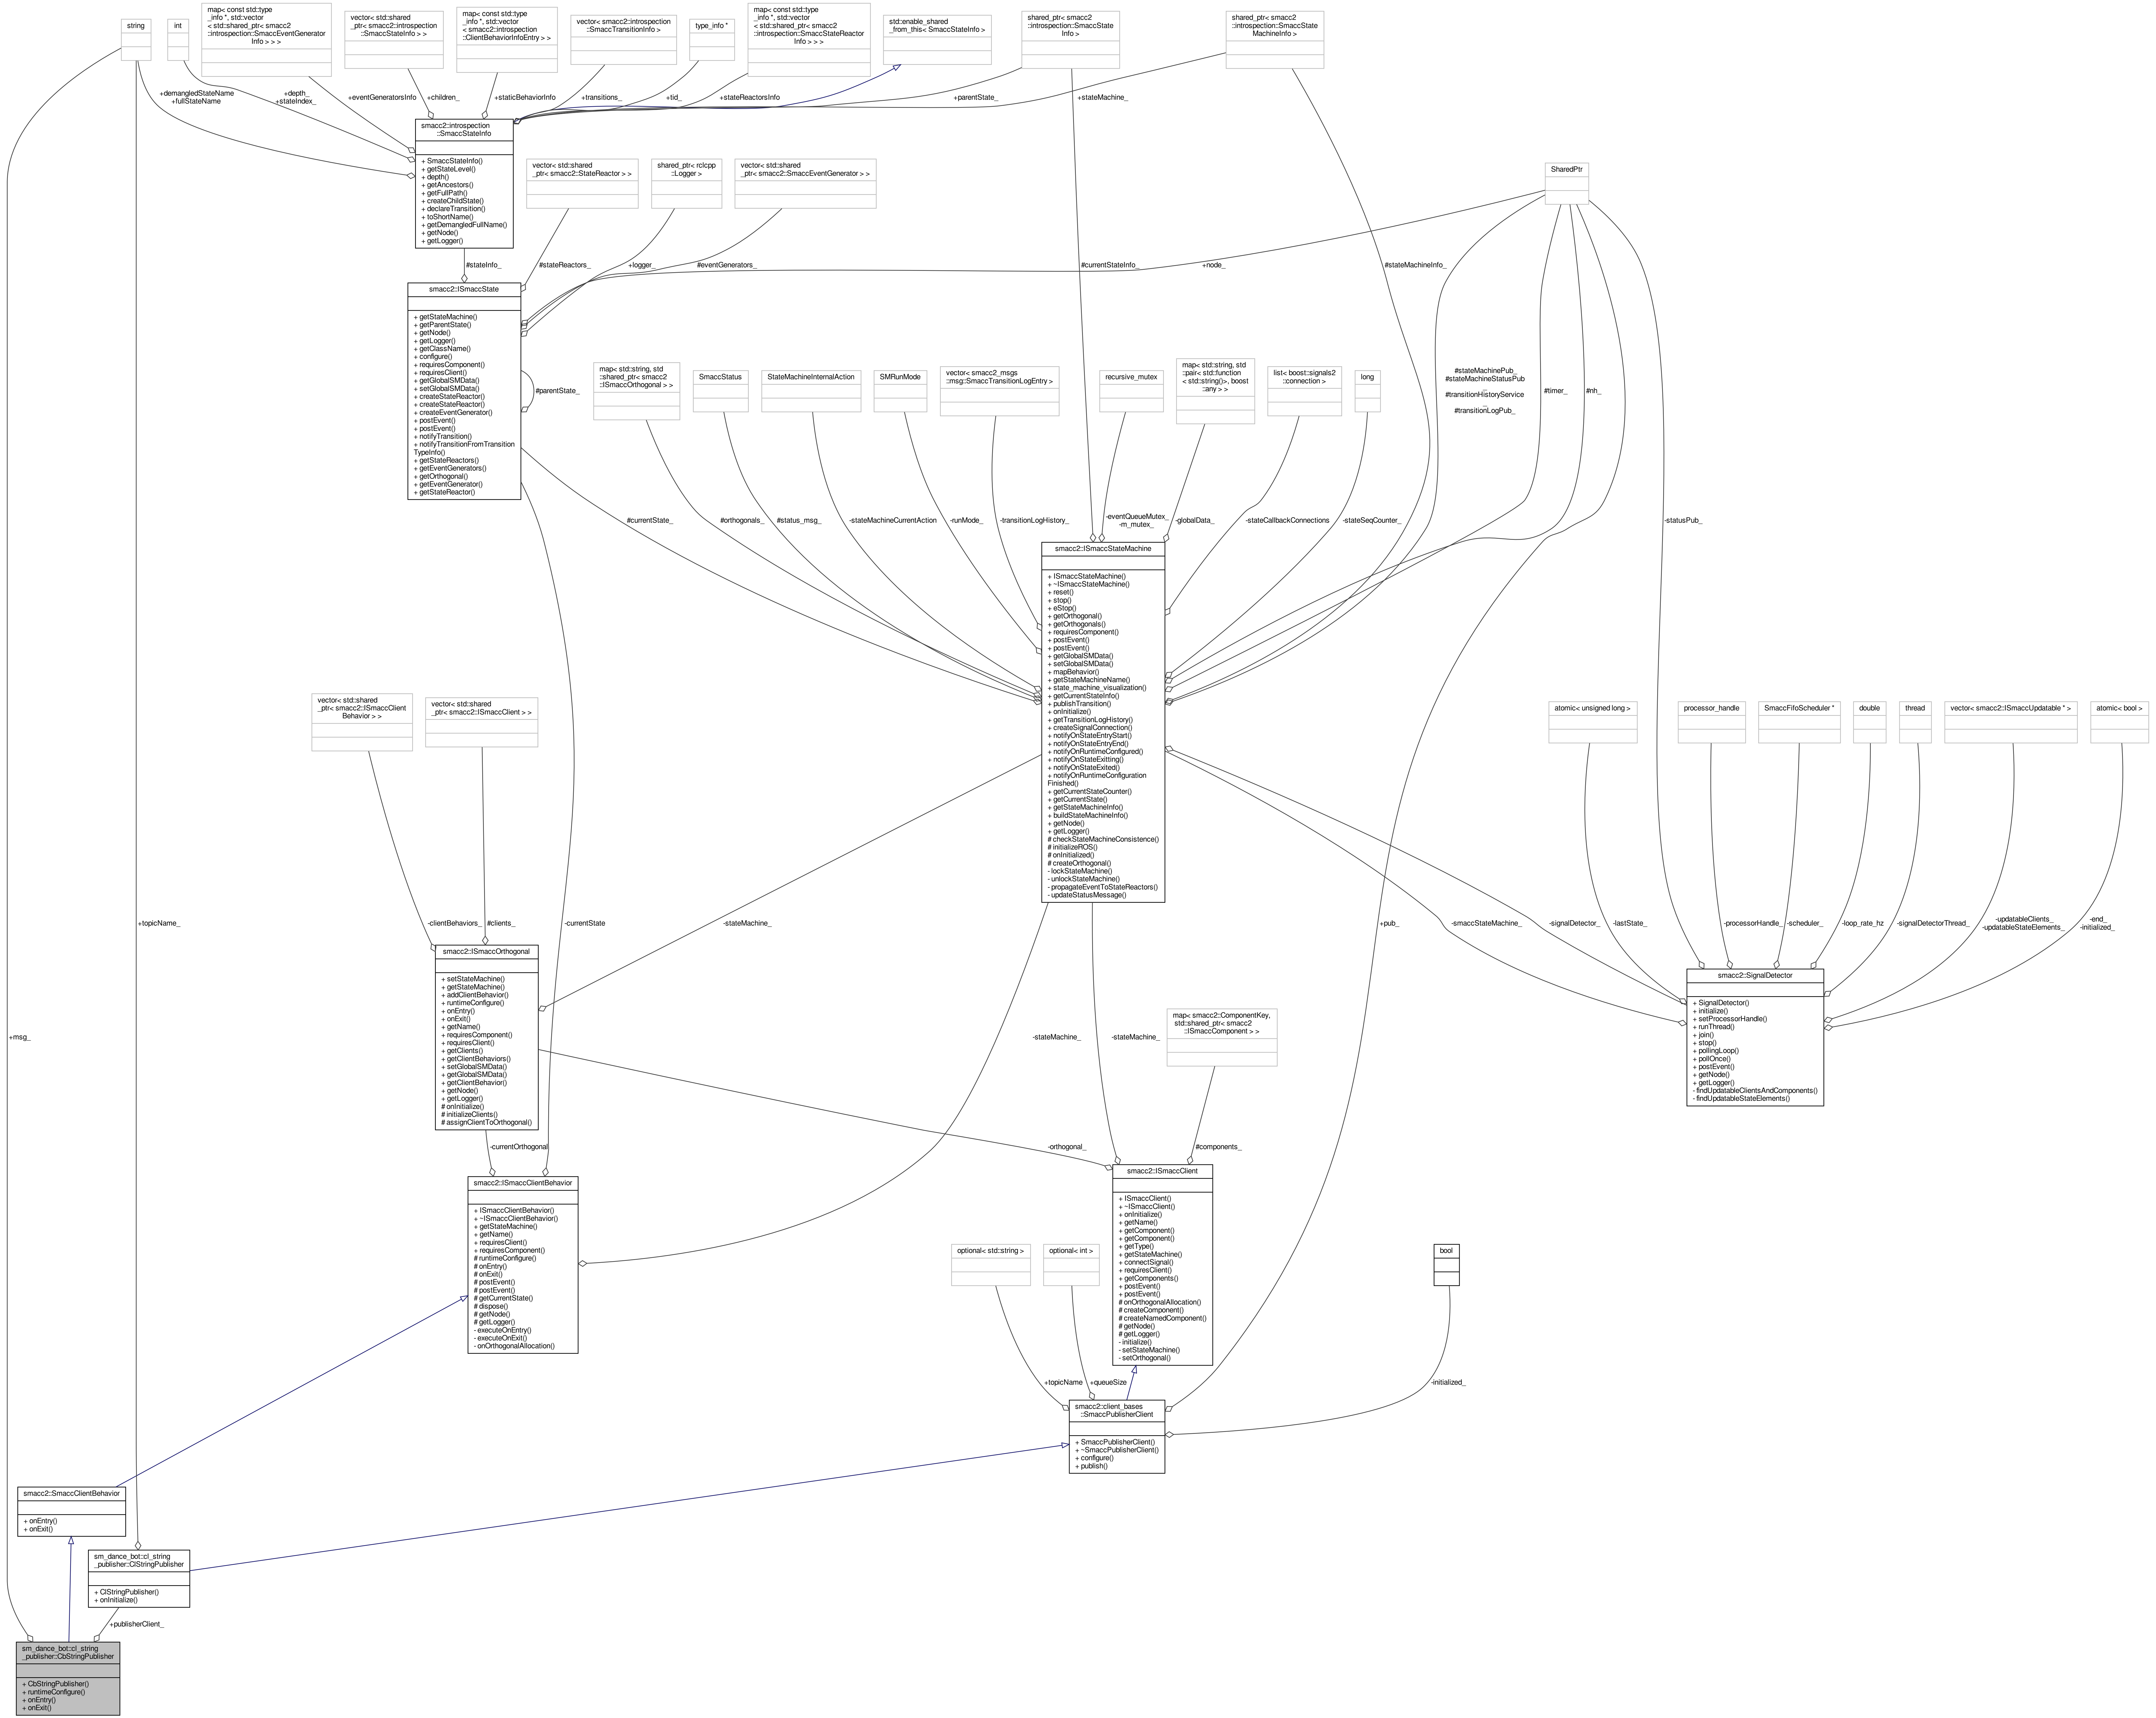 string
int
map< const std::type
_info *, std::vector
< std::shared_ptr< smacc2
::introspection::SmaccEventGenerator
Info > > >
vector< std::shared
_ptr< smacc2::introspection
::SmaccStateInfo > >
map< const std::type
_info *, std::vector
< smacc2::introspection
::ClientBehaviorInfoEntry > >
vector< smacc2::introspection
::SmaccTransitionInfo >
type_info *
map< const std::type
_info *, std::vector
< std::shared_ptr< smacc2
::introspection::SmaccStateReactor
Info > > >
std::enable_shared
_from_this< SmaccStateInfo >
shared_ptr< smacc2
::introspection::SmaccState
Info >
shared_ptr< smacc2
::introspection::SmaccState
MachineInfo >
+demangledStateName
+fullStateName
+depth_
+stateIndex_
+eventGeneratorsInfo
+children_
+staticBehaviorInfo
+transitions_
+tid_
+stateReactorsInfo
+parentState_
+stateMachine_
smacc2::introspection
::SmaccStateInfo
+ SmaccStateInfo()
+ getStateLevel()
+ depth()
+ getAncestors()
+ getFullPath()
+ createChildState()
+ declareTransition()
+ toShortName()
+ getDemangledFullName()
+ getNode()
+ getLogger()
vector< std::shared
_ptr< smacc2::StateReactor > >
shared_ptr< rclcpp
::Logger >
vector< std::shared
_ptr< smacc2::SmaccEventGenerator > >
SharedPtr
#stateInfo_
#stateReactors_
+logger_
#eventGenerators_
#currentStateInfo_
+node_
#stateMachineInfo_
smacc2::ISmaccState
+ getStateMachine()
+ getParentState()
+ getNode()
+ getLogger()
+ getClassName()
+ configure()
+ requiresComponent()
+ requiresClient()
+ getGlobalSMData()
+ setGlobalSMData()
+ createStateReactor()
+ createStateReactor()
+ createEventGenerator()
+ postEvent()
+ postEvent()
+ notifyTransition()
+ notifyTransitionFromTransition
TypeInfo()
+ getStateReactors()
+ getEventGenerators()
+ getOrthogonal()
+ getEventGenerator()
+ getStateReactor()
#parentState_
map< std::string, std
::shared_ptr< smacc2
::ISmaccOrthogonal > >
SmaccStatus
StateMachineInternalAction
SMRunMode
vector< smacc2_msgs
::msg::SmaccTransitionLogEntry >
recursive_mutex
map< std::string, std
::pair< std::function
< std::string()>, boost
::any > >
list< boost::signals2
::connection >
long
#stateMachinePub_
#stateMachineStatusPub
_
#transitionHistoryService
_
#transitionLogPub_
#timer_
#nh_
#currentState_
#orthogonals_
#status_msg_
-stateMachineCurrentAction
-runMode_
-transitionLogHistory_
-eventQueueMutex_
-m_mutex_
-globalData_
-stateCallbackConnections
-stateSeqCounter_
-statusPub_
smacc2::ISmaccStateMachine
+ ISmaccStateMachine()
+ ~ISmaccStateMachine()
+ reset()
+ stop()
+ eStop()
+ getOrthogonal()
+ getOrthogonals()
+ requiresComponent()
+ postEvent()
+ postEvent()
+ getGlobalSMData()
+ setGlobalSMData()
+ mapBehavior()
+ getStateMachineName()
+ state_machine_visualization()
+ getCurrentStateInfo()
+ publishTransition()
+ onInitialize()
+ getTransitionLogHistory()
+ createSignalConnection()
+ notifyOnStateEntryStart()
+ notifyOnStateEntryEnd()
+ notifyOnRuntimeConfigured()
+ notifyOnStateExitting()
+ notifyOnStateExited()
+ notifyOnRuntimeConfiguration
Finished()
+ getCurrentStateCounter()
+ getCurrentState()
+ getStateMachineInfo()
+ buildStateMachineInfo()
+ getNode()
+ getLogger()
# checkStateMachineConsistence()
# initializeROS()
# onInitialized()
# createOrthogonal()
- lockStateMachine()
- unlockStateMachine()
- propagateEventToStateReactors()
- updateStatusMessage()
vector< std::shared
_ptr< smacc2::ISmaccClient
Behavior > >
vector< std::shared
_ptr< smacc2::ISmaccClient > >
atomic< unsigned long >
processor_handle
SmaccFifoScheduler *
double
thread
vector< smacc2::ISmaccUpdatable * >
atomic< bool >
+topicName_
-clientBehaviors_
#clients_
-currentState
-stateMachine_
+pub_
-smaccStateMachine_
-signalDetector_
-lastState_
-processorHandle_
-scheduler_
-loop_rate_hz
-signalDetectorThread_
-updatableClients_
-updatableStateElements_
-end_
-initialized_
smacc2::ISmaccOrthogonal
+ setStateMachine()
+ getStateMachine()
+ addClientBehavior()
+ runtimeConfigure()
+ onEntry()
+ onExit()
+ getName()
+ requiresComponent()
+ requiresClient()
+ getClients()
+ getClientBehaviors()
+ setGlobalSMData()
+ getGlobalSMData()
+ getClientBehavior()
+ getNode()
+ getLogger()
# onInitialize()
# initializeClients()
# assignClientToOrthogonal()
smacc2::SignalDetector
+ SignalDetector()
+ initialize()
+ setProcessorHandle()
+ runThread()
+ join()
+ stop()
+ pollingLoop()
+ pollOnce()
+ postEvent()
+ getNode()
+ getLogger()
- findUpdatableClientsAndComponents()
- findUpdatableStateElements()
+msg_
-stateMachine_
-stateMachine_
map< smacc2::ComponentKey,
std::shared_ptr< smacc2
::ISmaccComponent > >
-currentOrthogonal
-orthogonal_
#components_
smacc2::ISmaccClientBehavior
+ ISmaccClientBehavior()
+ ~ISmaccClientBehavior()
+ getStateMachine()
+ getName()
+ requiresClient()
+ requiresComponent()
# runtimeConfigure()
# onEntry()
# onExit()
# postEvent()
# postEvent()
# getCurrentState()
# dispose()
# getNode()
# getLogger()
- executeOnEntry()
- executeOnExit()
- onOrthogonalAllocation()
smacc2::ISmaccClient
+ ISmaccClient()
+ ~ISmaccClient()
+ onInitialize()
+ getName()
+ getComponent()
+ getComponent()
+ getType()
+ getStateMachine()
+ connectSignal()
+ requiresClient()
+ getComponents()
+ postEvent()
+ postEvent()
# onOrthogonalAllocation()
# createComponent()
# createNamedComponent()
# getNode()
# getLogger()
- initialize()
- setStateMachine()
- setOrthogonal()
optional< std::string >
optional< int >
bool
+topicName
+queueSize
-initialized_
smacc2::client_bases
::SmaccPublisherClient
+ SmaccPublisherClient()
+ ~SmaccPublisherClient()
+ configure()
+ publish()
smacc2::SmaccClientBehavior
+ onEntry()
+ onExit()
sm_dance_bot::cl_string
_publisher::ClStringPublisher
+ ClStringPublisher()
+ onInitialize()
+publisherClient_
sm_dance_bot::cl_string
_publisher::CbStringPublisher
+ CbStringPublisher()
+ runtimeConfigure()
+ onEntry()
+ onExit()